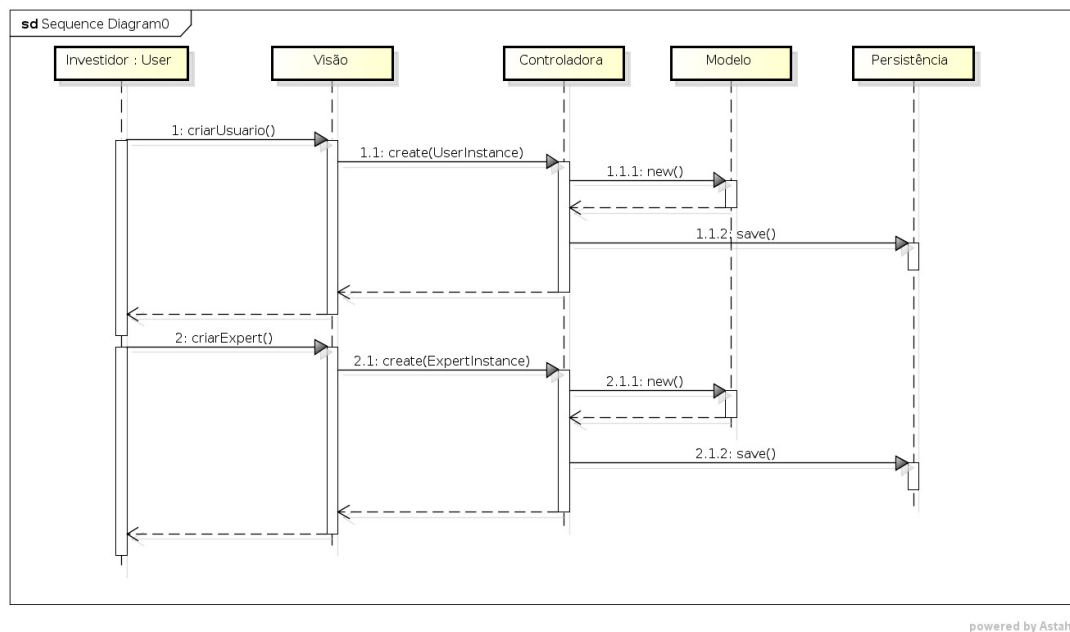 sd Sequence Diagram0
Investidor : User
Visão
Controladora
Modelo
Persistência
1: criarUsuario()
1.1: create(UserInstance)
1.1.1: new()
1.1.2: save()
2: criarExpert()
2.1: create(ExpertInstance)
2.1.1: new()
2.1.2: save()
powered by Astah